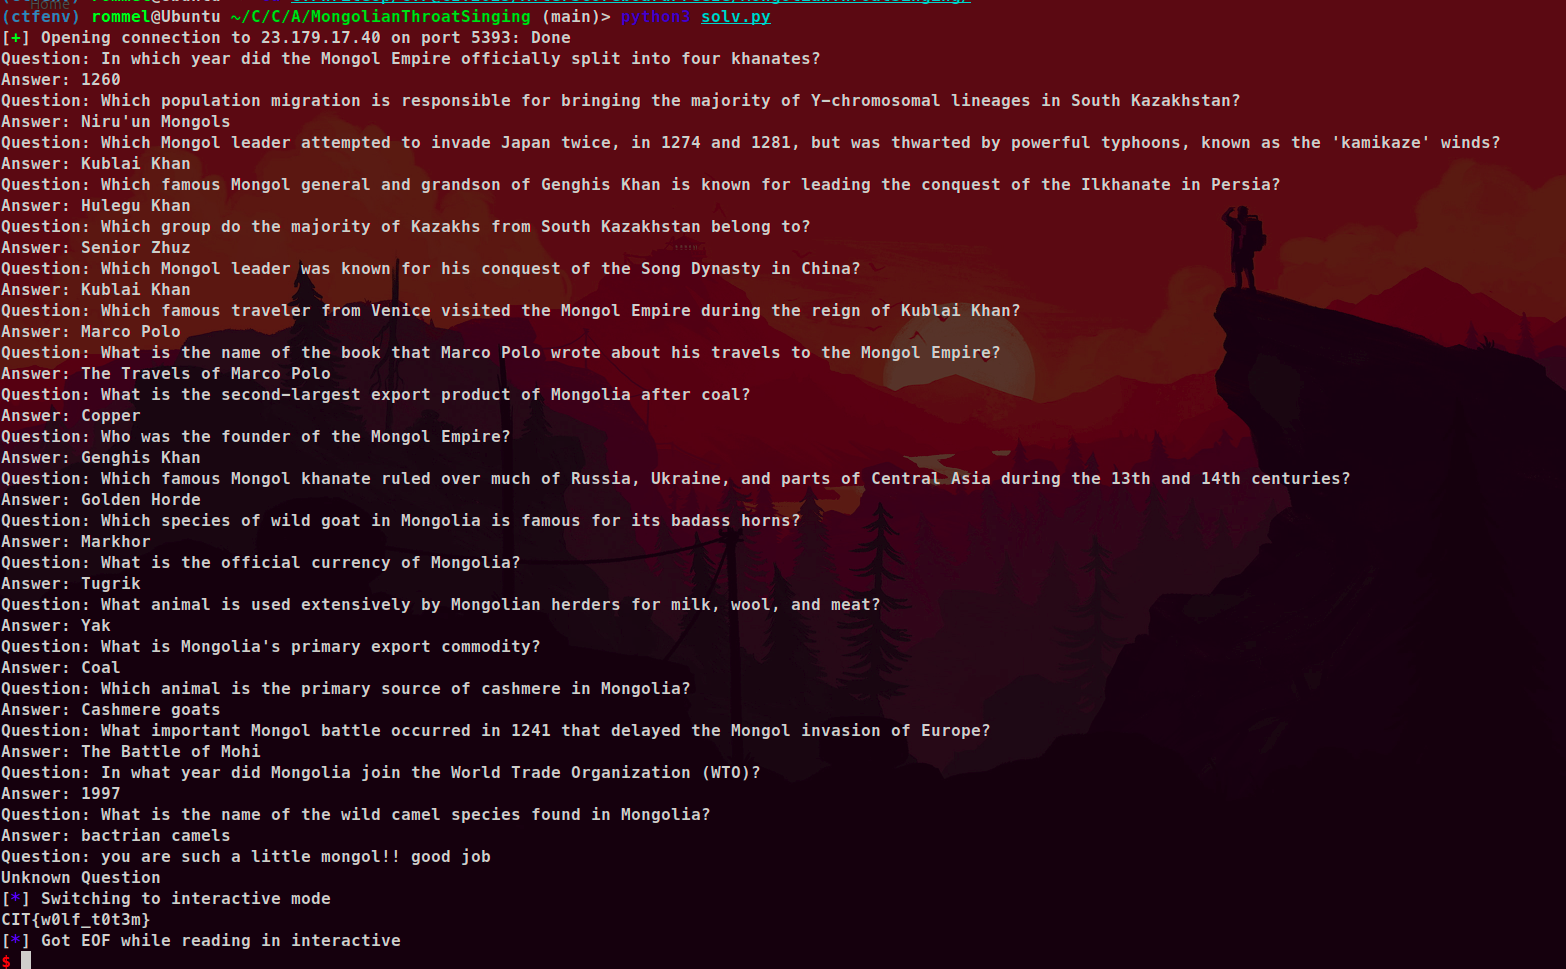 (ctfenv) rommel@Ubuntu ~/C/C/A/MongolianThroatSinging (main)> python3 solv.py
[+] Opening connection to 23.179.17.40 on port 5393: Done
Question: In which year did the Mongol Empire officially split into four khanates?
Answer: 1260
Question: Which population migration is responsible for bringing the majority of Y-chromosomal lineages in South Kazakhstan?
Answer: Niru'un Mongols
Question: Which Mongol leader attempted to invade Japan twice, in 1274 and 1281, but was thwarted by powerful typhoons, known as the 'kamikaze' winds?
Answer: Kublai Khan
Question: Which famous Mongol general and grandson of Genghis Khan is known for leading the conquest of the Ilkhanate in Persia?
Answer: Hulegu Khan
Question: Which group do the majority of Kazakhs from South Kazakhstan belong to?
Answer: Senior Zhuz
Question: Which Mongol leader was known for his conquest of the Song Dynasty in China?
Answer: Kublai Khan
Question: Which famous traveler from Venice visited the Mongol Empire during the reign of Kublai Khan?
Answer: Marco Polo
Question: What is the name of the book that Marco Polo wrote about his travels to the Mongol Empire?
Answer: The Travels of Marco Polo
Question: What is the second-largest export product of Mongolia after coal?
Answer: Copper
Question: Who was the founder of the Mongol Empire?
Answer: Genghis Khan
Question: Which famous Mongol khanate ruled over much of Russia, Ukraine, and parts of Central Asia during the 13th and 14th centuries?
Answer: Golden Horde
Question: Which species of wild goat in Mongolia is famous for its badass horns?
Answer: Markhor
Question: What is the official currency of Mongolia?
Answer: Tugrik
Question: What animal is used extensively by Mongolian herders for milk, wool, and meat?
Answer: Yak
Question: What is Mongolia's primary export commodity?
Answer: Coal
Question: Which animal is the primary source of cashmere in Mongolia?
Answer: Cashmere goats
Question: What important Mongol battle occurred in 1241 that delayed the Mongol invasion of Europe?
Answer: The Battle of Mohi
Question: In what year did Mongolia join the World Trade Organization (WTO)?
Answer: 1997
Question: What is the name of the wild camel species found in Mongolia?
Answer: bactrian camels
Question: you are such a little mongol!! good job
Unknown Question
[*] Switching to interactive mode
CIT{w0lf_t0t3m}
[*] Got EOF while reading in interactive
$